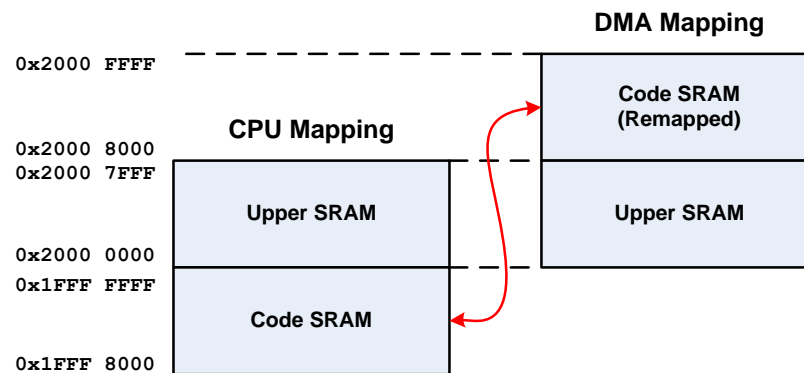 DMA Mapping
0x2000 FFFF
Code SRAM
(Remapped)
CPU Mapping
0x2000 8000
0x2000 7FFF
Upper SRAM
Upper SRAM
0x2000 0000
0x1FFF FFFF
Code SRAM
0x1FFF 8000